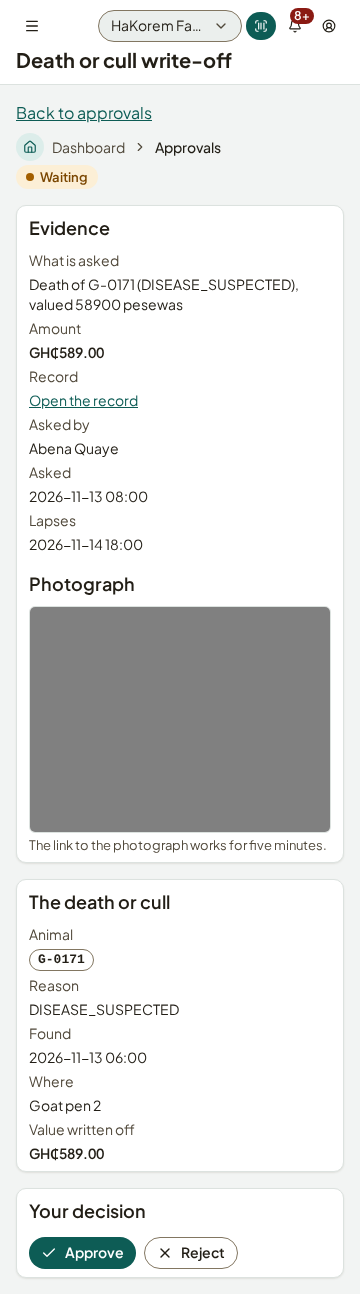 HaKorem Fa...
8+
Death or cull write-off
Back to approvals
Dashboard > Approvals
Waiting
Evidence
What is asked
Death of G-0171 (DISEASE_SUSPECTED),
valued 58900 pesewas
Amount
GH₵589.00
Record
Open the record
Asked by
Abena Quaye
Asked
2026-11-13 08:00
Lapses
2026-11-14 18:00
Photograph
The link to the photograph works for five minutes.
The death or cull
Animal
G-0171
Reason
DISEASE_SUSPECTED
Found
2026-11-13 06:00
Where
Goat pen 2
Value written off
GH₵589.00
Your decision
Approve
Reject